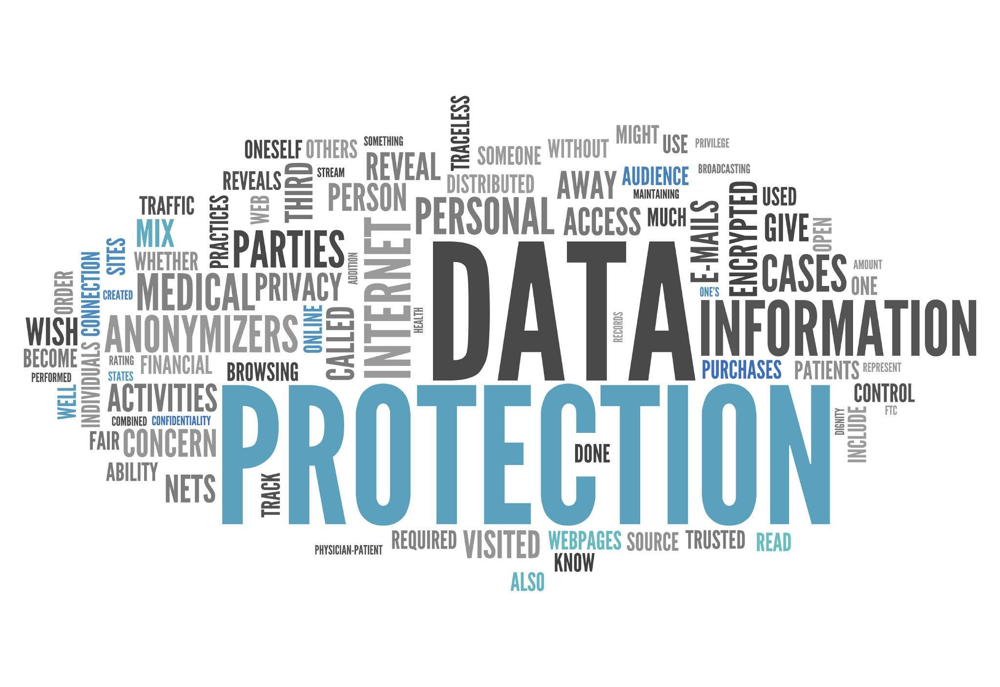 TRACELESS
MIGHT
USE
PRIVILEGE
ONESELF
OTHERS
SOMETHING
SOMEONE
WITHOUT
REVEAL
REVEALS
THIRD
STREAM
DISTRIBUTED
AWAY
AUDIENCE
BROADCASTING
PERSON
MAINTAINING
TRAFFIC
PRACTICES
WEB
PERSONAL
ACCESS
MUCH
E-MAILS
ENCRYPTED
USED
GIVE
OPEN
MIX
SITES
WHETHER
PARTIES
ADDITION
INTERNET
DATA
CASES
AMOUNT
ONE
ORDER
CONNECTION
CREATED
MEDICAL
PRIVACY
ONE'S
INFORMATION
WISH
ANONYMIZERS
ONLINE
CALLED
HEALTH
RECORDS
BECOME
INDIVIDUALS
RATING
FINANCIAL
BROWSING
PURCHASES
PATIENTS
REPRESENT
PERFORMED
STATES
WELL
ACTIVITIES
PROTECTION
CONTROL
FTC
COMBINED
CONFIDENTIALITY
DIGNITY
INCLUDE
FAIR
CONCERN
DONE
ABILITY
NETS
TRACK
PHYSICIAN-PATIENT
REQUIRED
VISITED
WEBPAGES
SOURCE
TRUSTED
READ
KNOW
ALSO